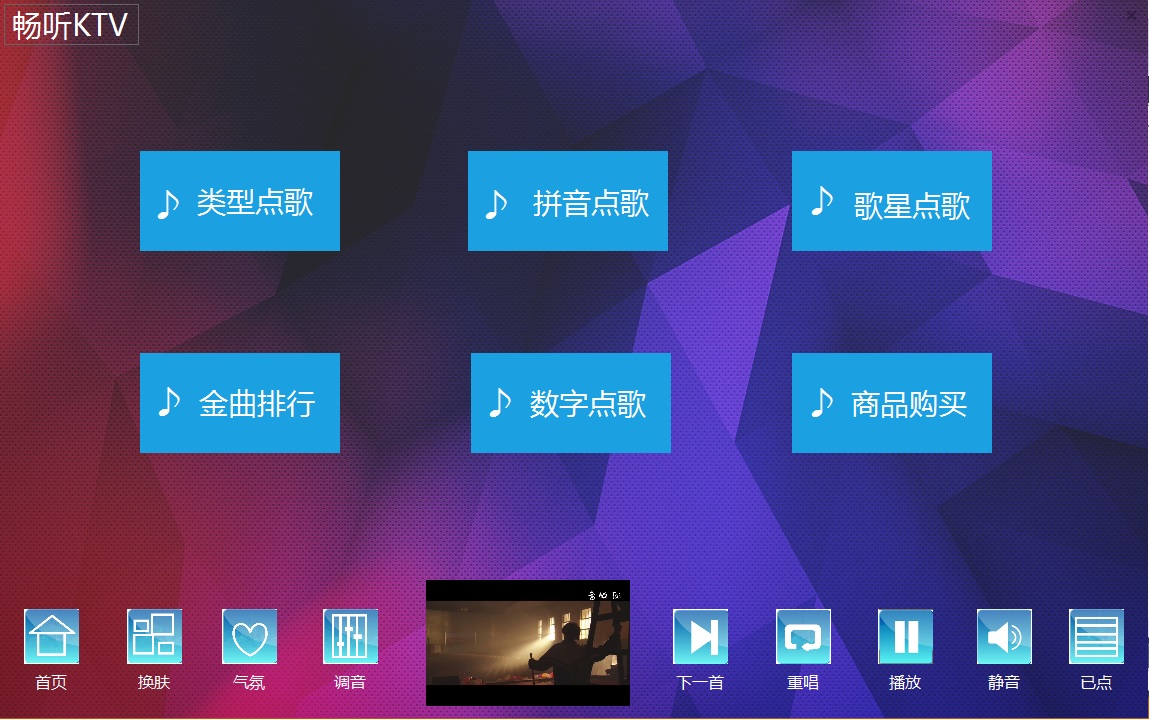 畅听KTV
类型点歌
拼音点歌
歌星点歌
金曲排行
数字点歌
商品购买
首页
换肤
气氛
调音
下一首
重唱
播放
静音
已点